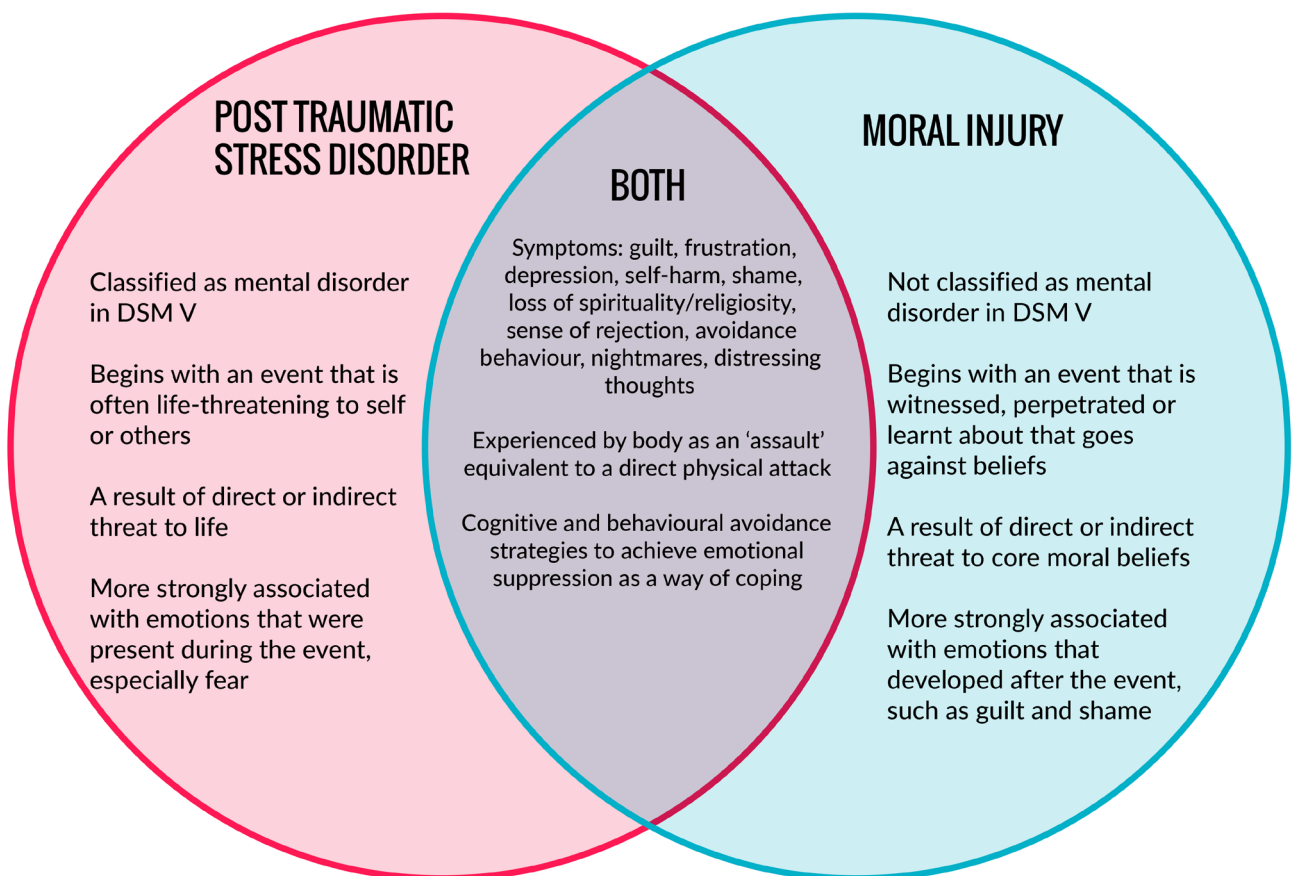 POST TRAUMATIC
STRESS DISORDER
Classified as mental disorder
in DSM V
Begins with an event that is
often life-threatening to self
or others
A result of direct or indirect
threat to life
More strongly associated
with emotions that were
present during the event,
especially fear
BOTH
Symptoms: guilt, frustration,
depression, self-harm, shame,
loss of spirituality/religiosity,
sense of rejection, avoidance
behaviour, nightmares, distressing
thoughts
Experienced by body as an ‘assault’
equivalent to a direct physical attack
Cognitive and behavioural avoidance
strategies to achieve emotional
suppression as a way of coping
MORAL INJURY
Not classified as mental
disorder in DSM V
Begins with an event that is
witnessed, perpetrated or
learnt about that goes
against beliefs
A result of direct or indirect
threat to core moral beliefs
More strongly associated
with emotions that
developed after the event,
such as guilt and shame